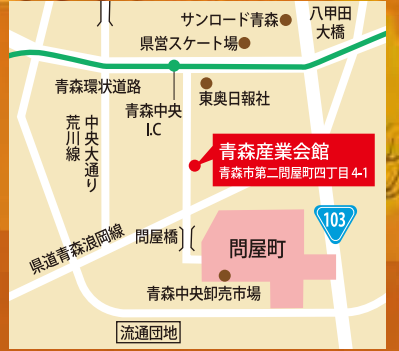 サンロード青森
八甲田
大橋
県営スケート場
青森環状道路
東奥日報社
青森中央
I.C
中央大通り
荒川線
青森産業会館
青森市第二問屋町四丁目4-1
103
問屋橋
問屋町
県道青森浪岡線
青森中央卸売市場
流通団地